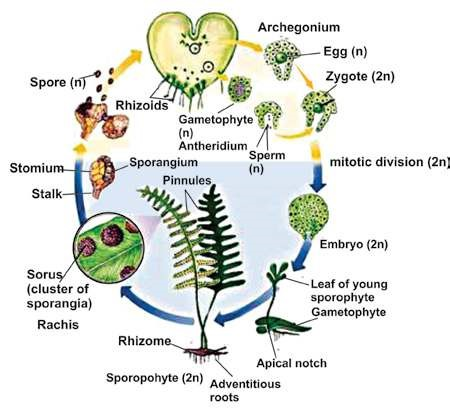 Archegonium
Egg (n)
Zygote (2n)
Spore (n)
Rhizoids
Gametophyte
(n)
Antheridium
Sperm
(n)
mitotic division (2n)
Stomium
Sporangium
Stalk
Pinnules
Embryo (2n)
Sorus
(cluster of
sporangia)
Rachis
Leaf of young
sporophyte
Gametophyte
Apical notch
Rhizome
Sporopohyte (2n)
Adventitious
roots